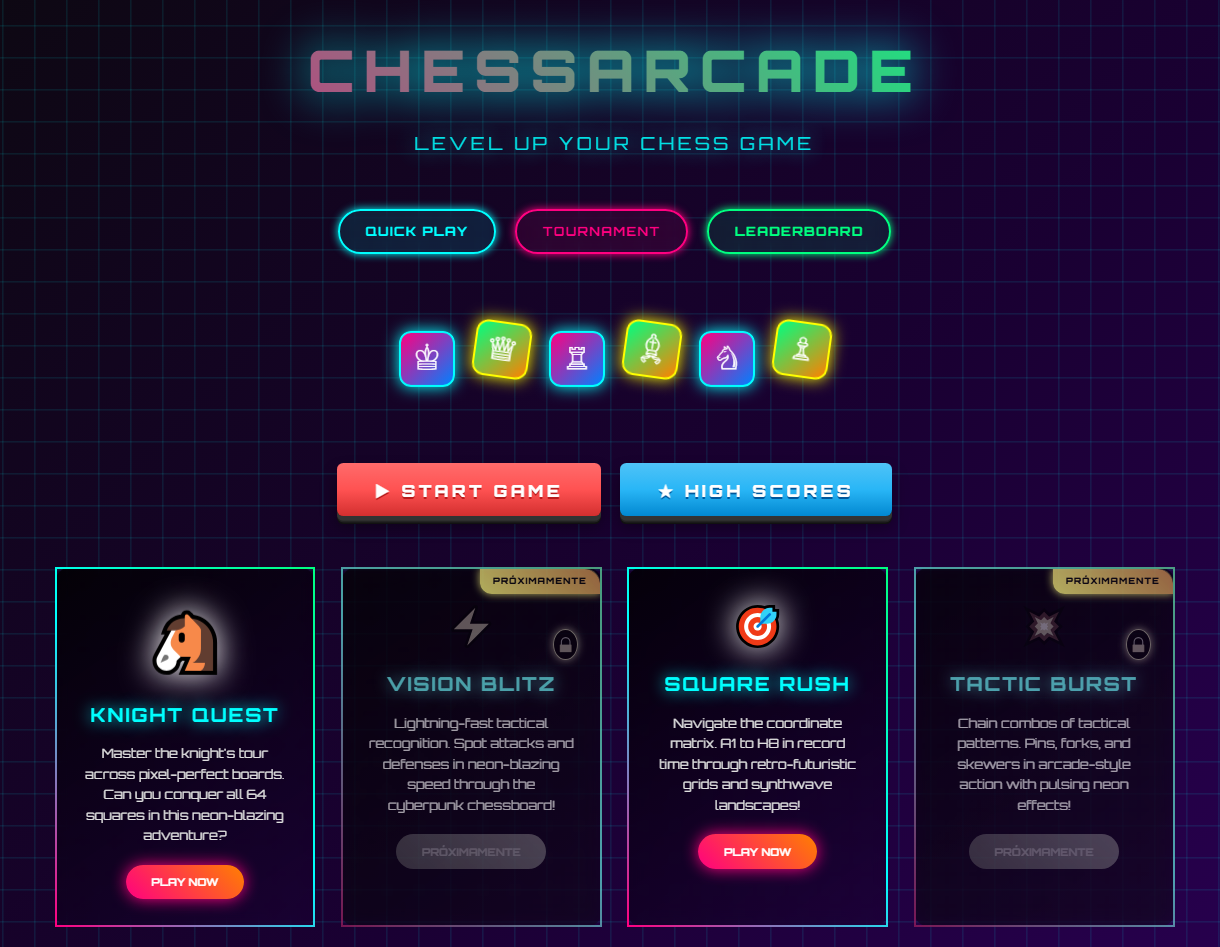 CHESSARCADE
LEVEL UP YOUR CHESS GAME
QUICK PLAY
TOURNAMENT
LEADERBOARD
▶ START GAME
★ HIGH SCORES
KNIGHT QUEST
Master the knight's tour
across pixel-perfect boards.
Can you conquer all 64
squares in this neon-blazing
adventure?
PLAY NOW
PRÓXIMAMENTE
VISION BLITZ
Lightning-fast tactical
recognition. Spot attacks and
defenses in neon-blazing
speed through the
cyberpunk chessboard!
PRÓXIMAMENTE
SQUARE RUSH
Navigate the coordinate
matrix. A1 to H8 in record
time through retro-futuristic
grids and synthwave
landscapes!
PLAY NOW
PRÓXIMAMENTE
TACTIC BURST
Chain combos of tactical
patterns. Pins, forks, and
skewers in arcade-style
action with pulsing neon
effects!
PRÓXIMAMENTE